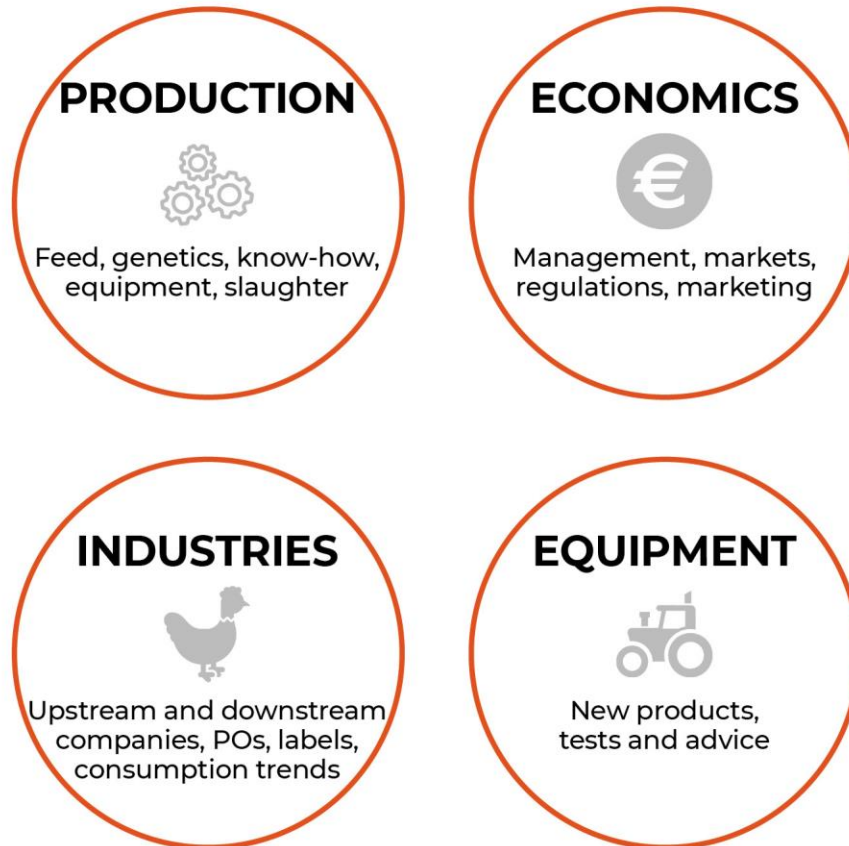 PRODUCTION
Feed, genetics, know-how,
equipment, slaughter
ECONOMICS
€
Management, markets,
regulations, marketing
INDUSTRIES
Upstream and downstream
companies, POs, labels,
consumption trends
EQUIPMENT
New products,
tests and advice